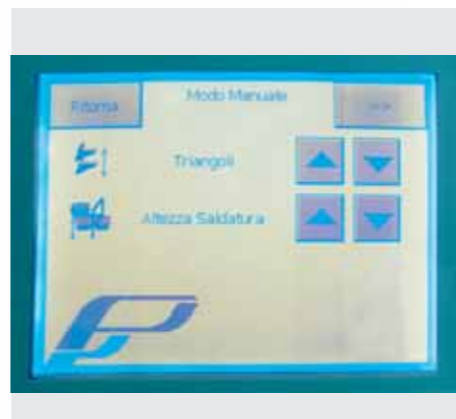 Modo Manuale
Ritorna
>>
Triangoli
Altezza Saldatura